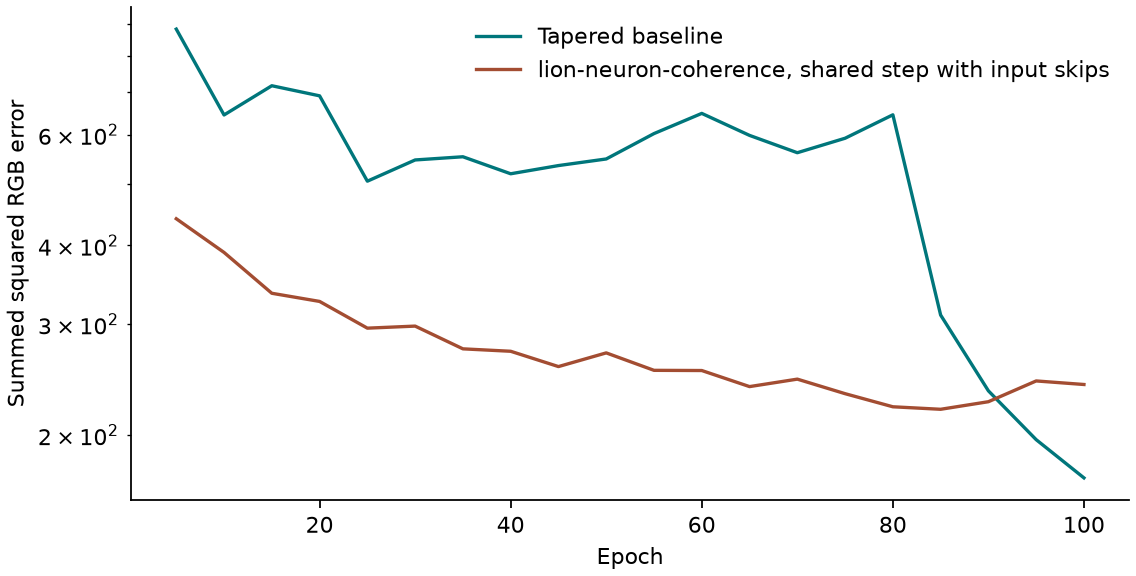 Tapered baseline
lion-neuron-coherence, shared step with input skips
Summed squared RGB error
6 × 10²
4 × 10²
3 × 10²
2 × 10²
20 40 60 80 100
Epoch